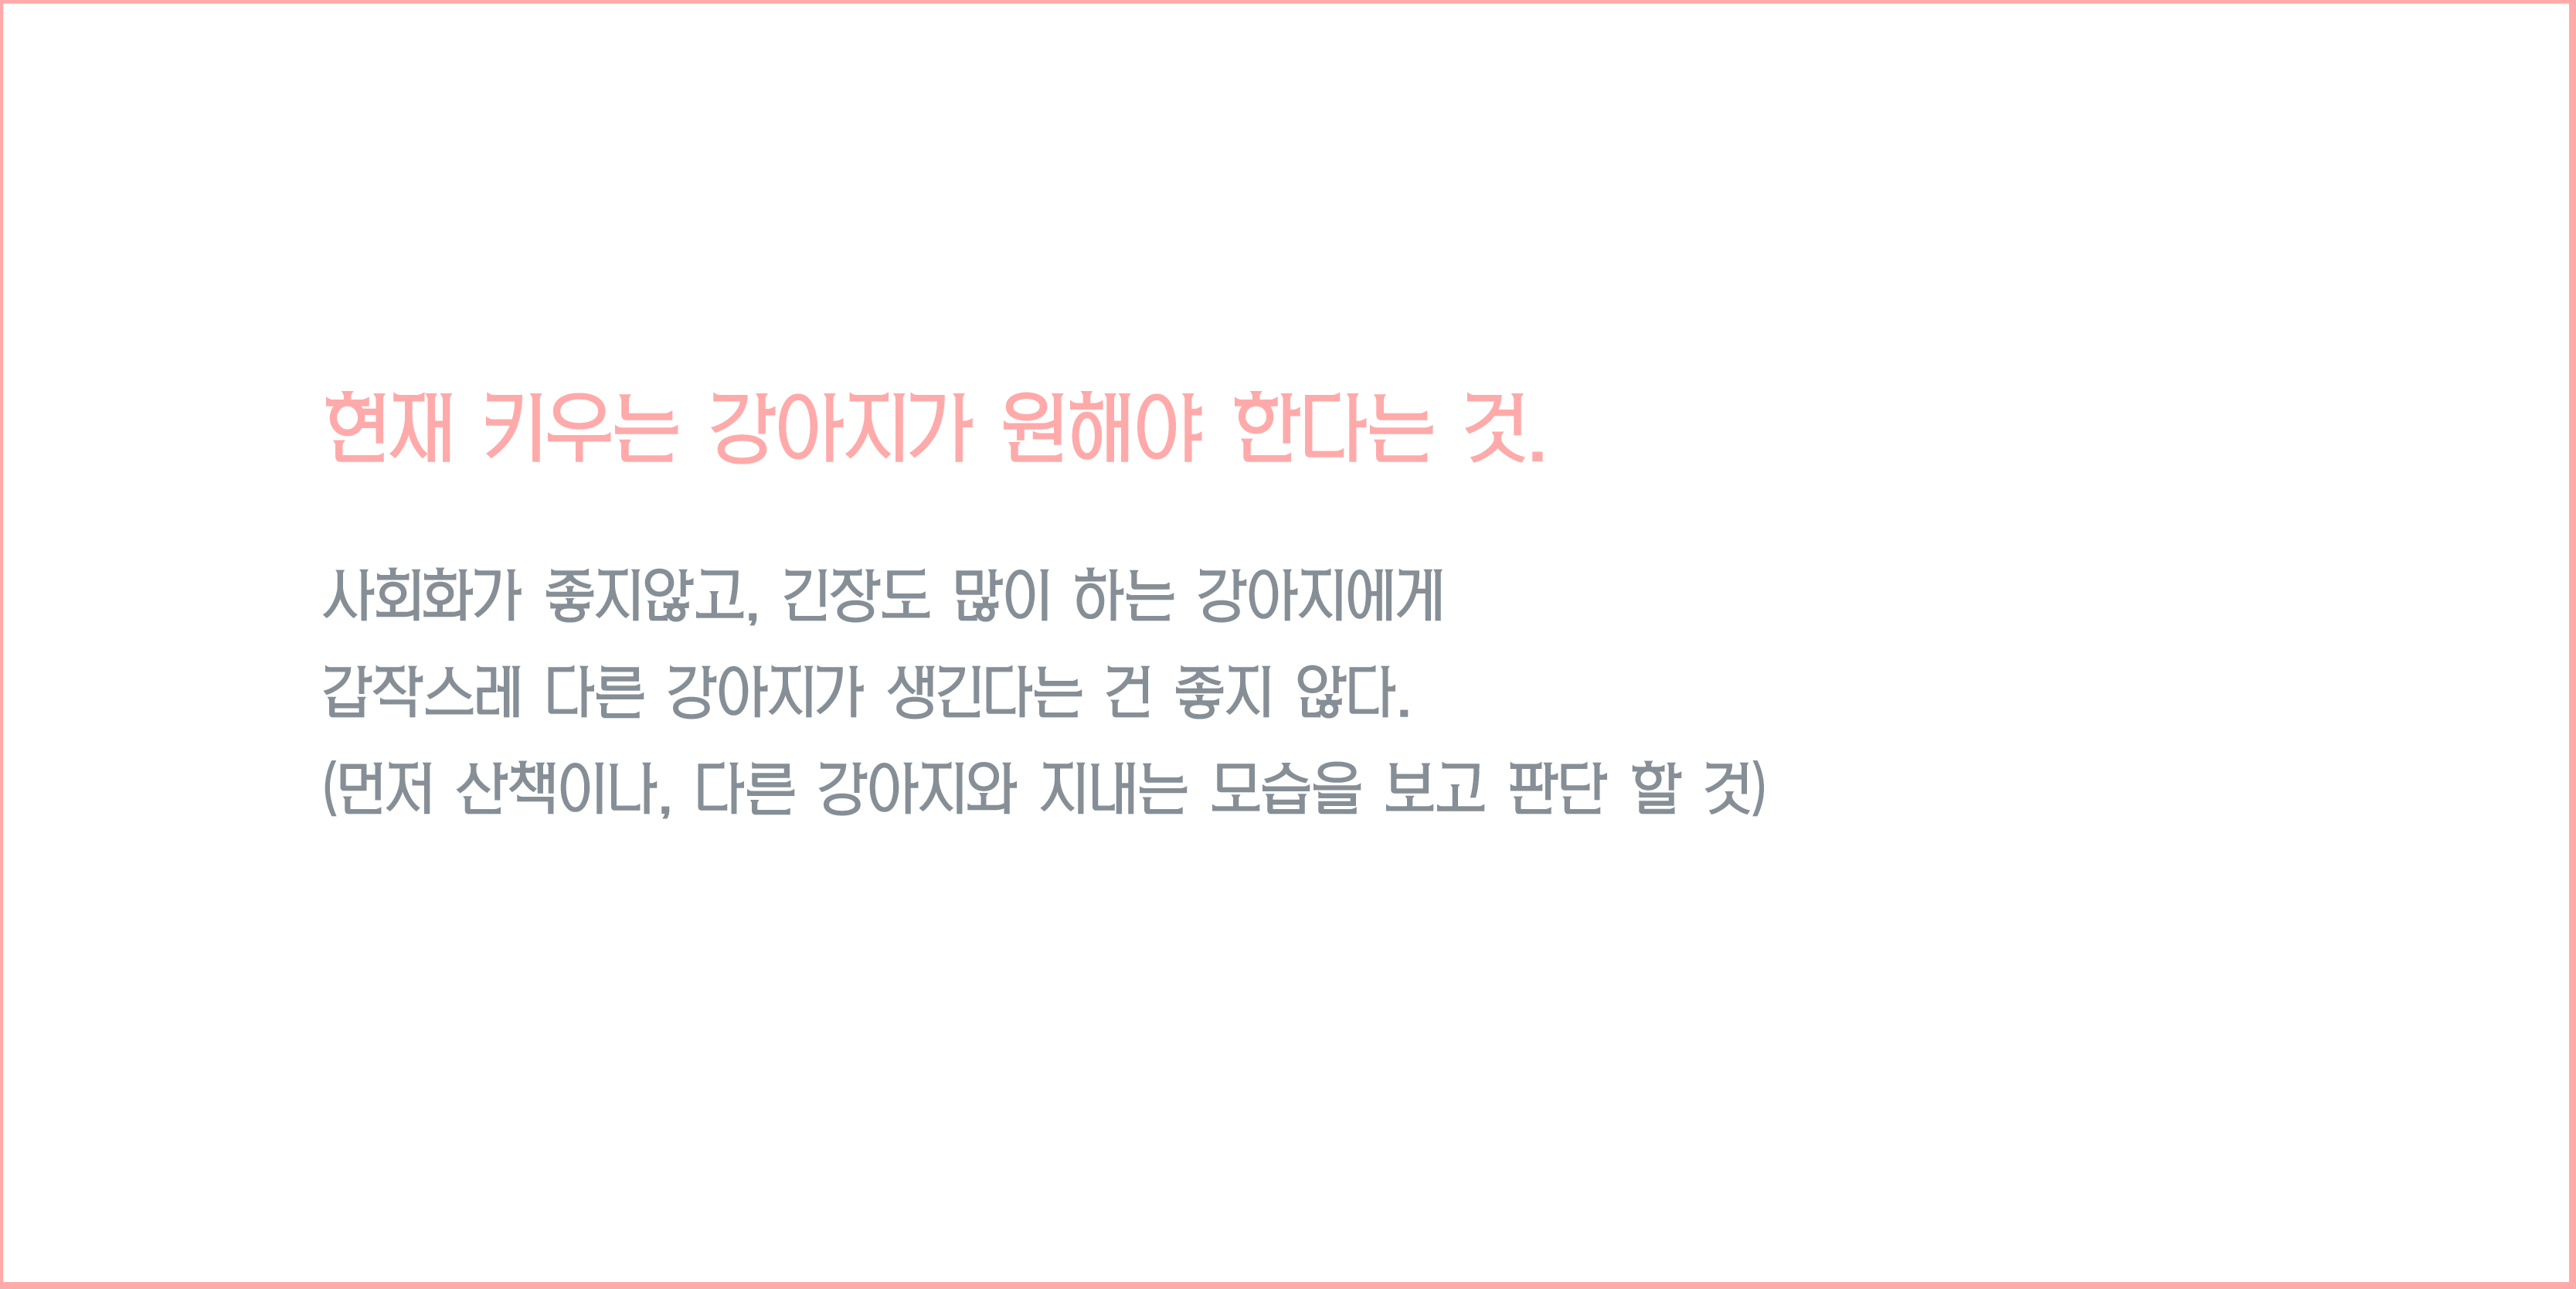 현재 키우는 강아지가 원해야 한다는 것.
사회화가 좋지않고, 긴장도 많이 하는 강아지에게
갑작스레 다른 강아지가 생긴다는 건 좋지 않다.
(먼저 산책이나, 다른 강아지와 지내는 모습을 보고 판단 할 것)